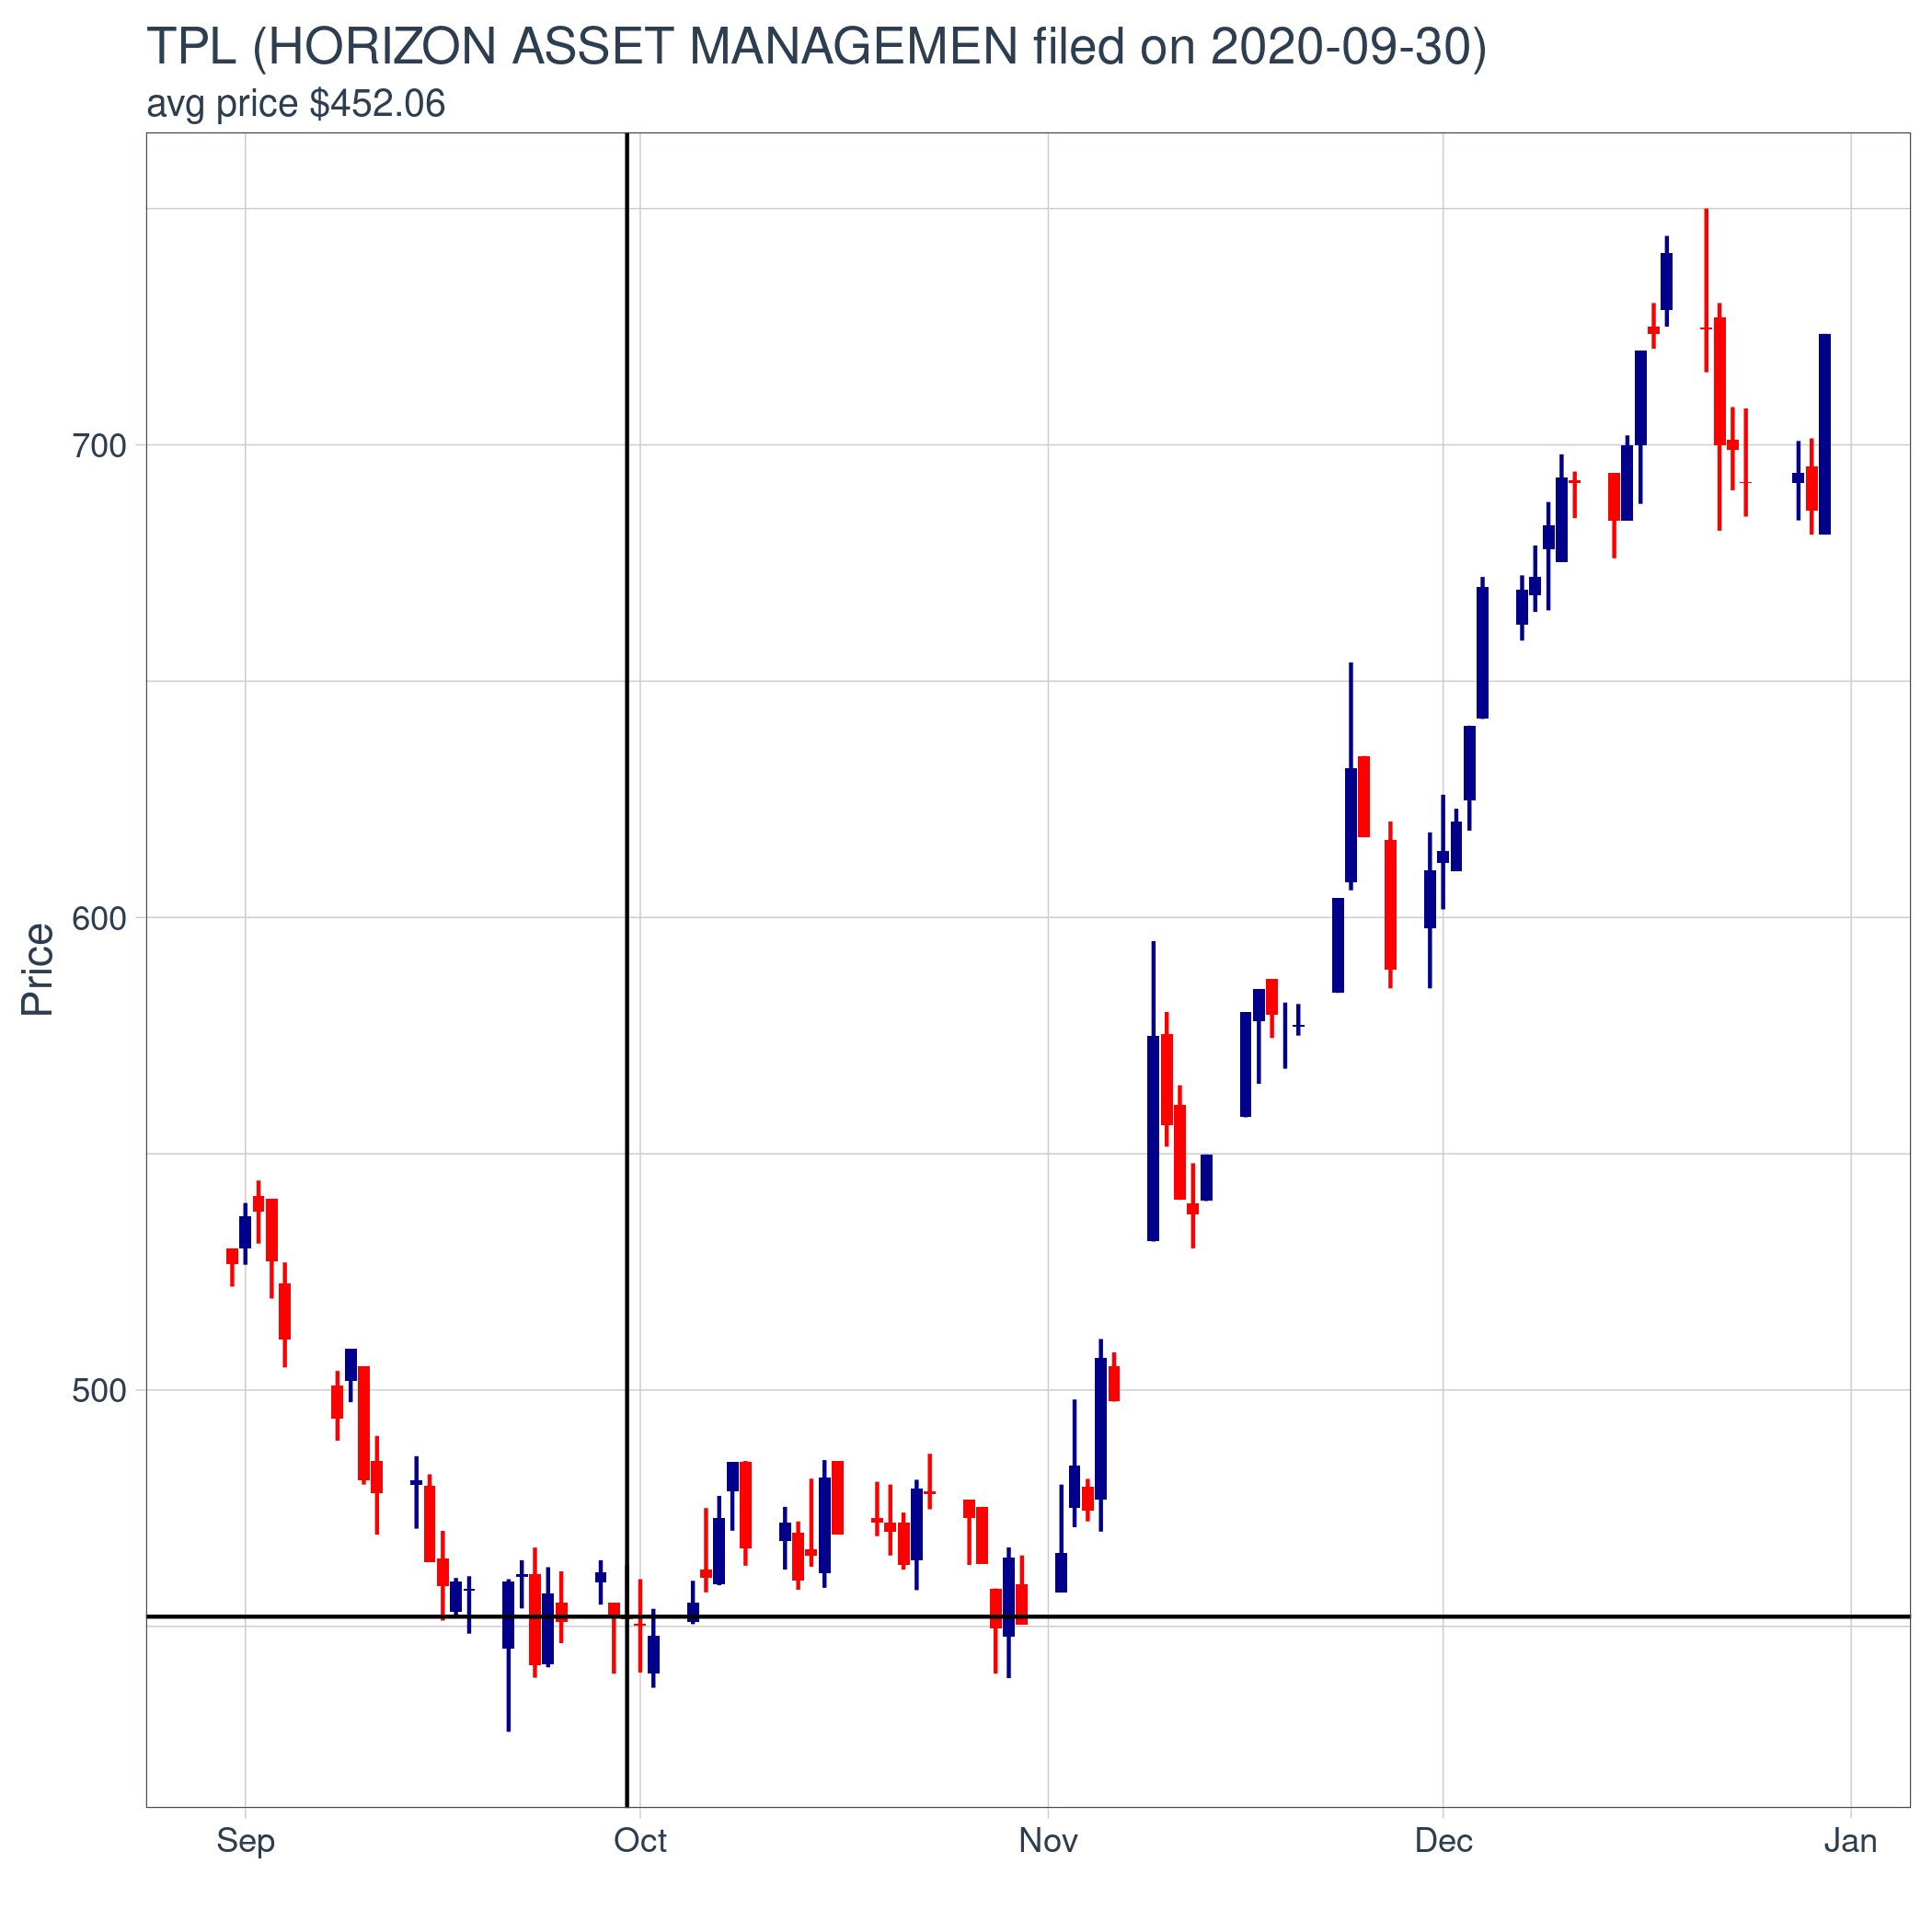 TPL (HORIZON ASSET MANAGEMEN filed on 2020-09-30)
avg price $452.06
Price
700
600
500
Sep Oct Nov Dec Jan